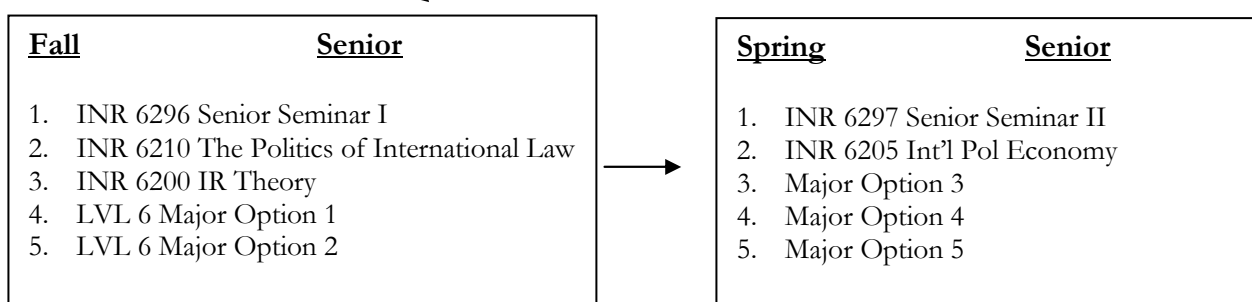 Fall Senior
1. INR 6296 Senior Seminar I
2. INR 6210 The Politics of International Law
3. INR 6200 IR Theory
4. LVL 6 Major Option 1
5. LVL 6 Major Option 2
Spring Senior
1. INR 6297 Senior Seminar II
2. INR 6205 Int’l Pol Economy
3. Major Option 3
4. Major Option 4
5. Major Option 5